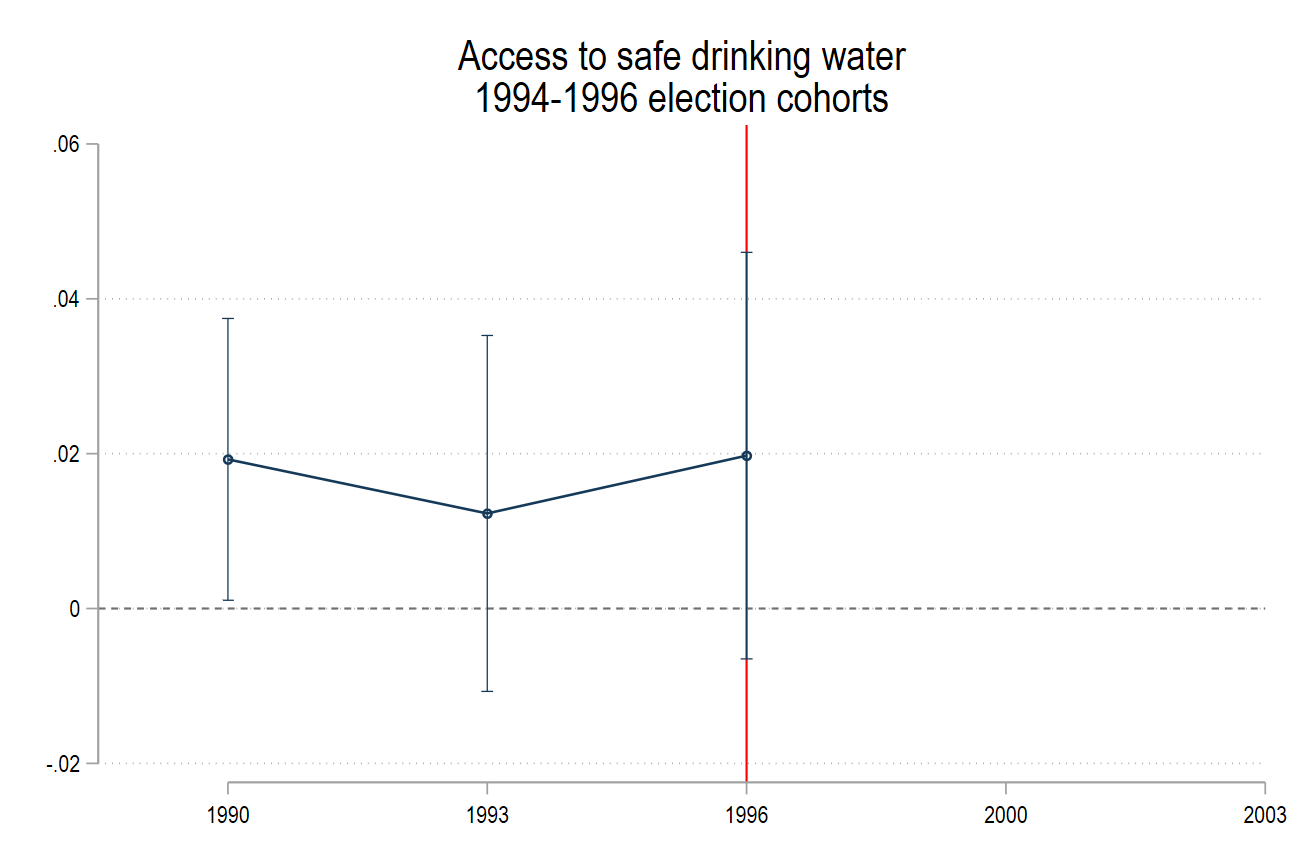 Access to safe drinking water
1994-1996 election cohorts
.06
.04
.02
0
-.02
1990 1993 1996 2000 2003